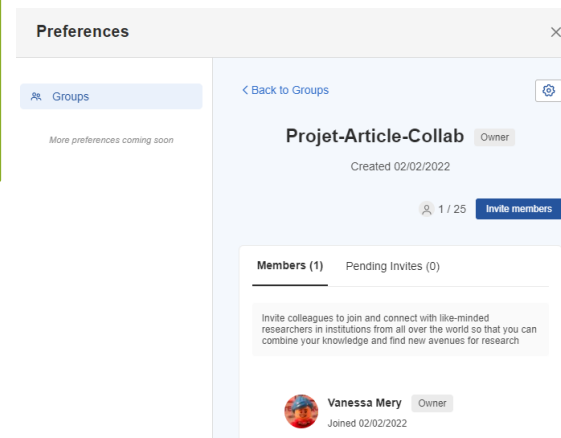 Preferences
Groups
More preferences coming soon
Back to Groups
Projet-Article-Collab Owner
Created 02/02/2022
1 / 25 Invite members
Members (1) Pending Invites (0)
Invite colleagues to join and connect with like-minded
researchers in institutions from all over the world so that you can
combine your knowledge and find new avenues for research
Vanessa Mery Owner
Joined 02/02/2022